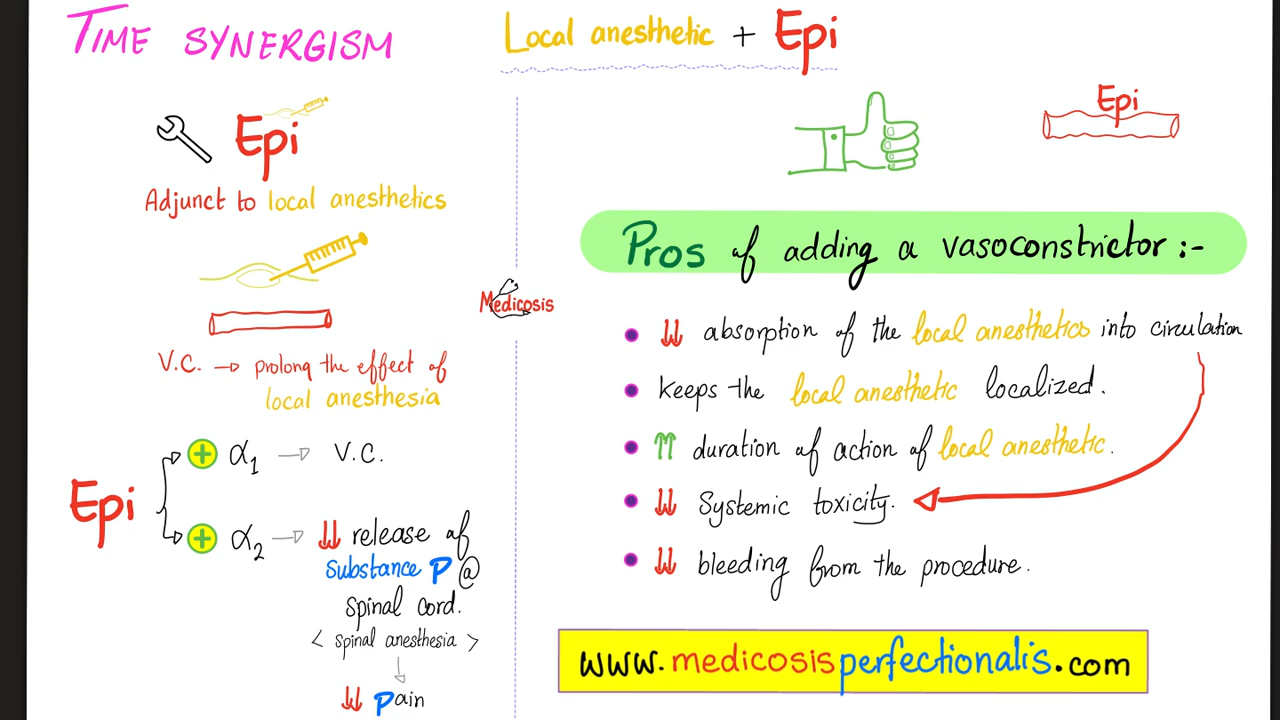 TIME SYNERGISM
Local anesthetic + Epi
Epi
Adjunct to local anesthetics
V.C. → prolong the effect of
local anesthesia
Epi
+ α1 → V.C.
+ α2 → ↓↓ release of
substance P @
spinal cord.
< spinal anesthesia >
↓
↓↓ Pain
Medicosis
Epi
Pros of adding a vasoconstrictor :-
• ↓↓ absorption of the local anesthetics into circulation
• keeps the local anesthetic localized.
• ↑↑ duration of action of local anesthetic.
• ↓↓ Systemic toxicity.
• ↓↓ bleeding from the procedure.
www.medicosisperfectionalis.com